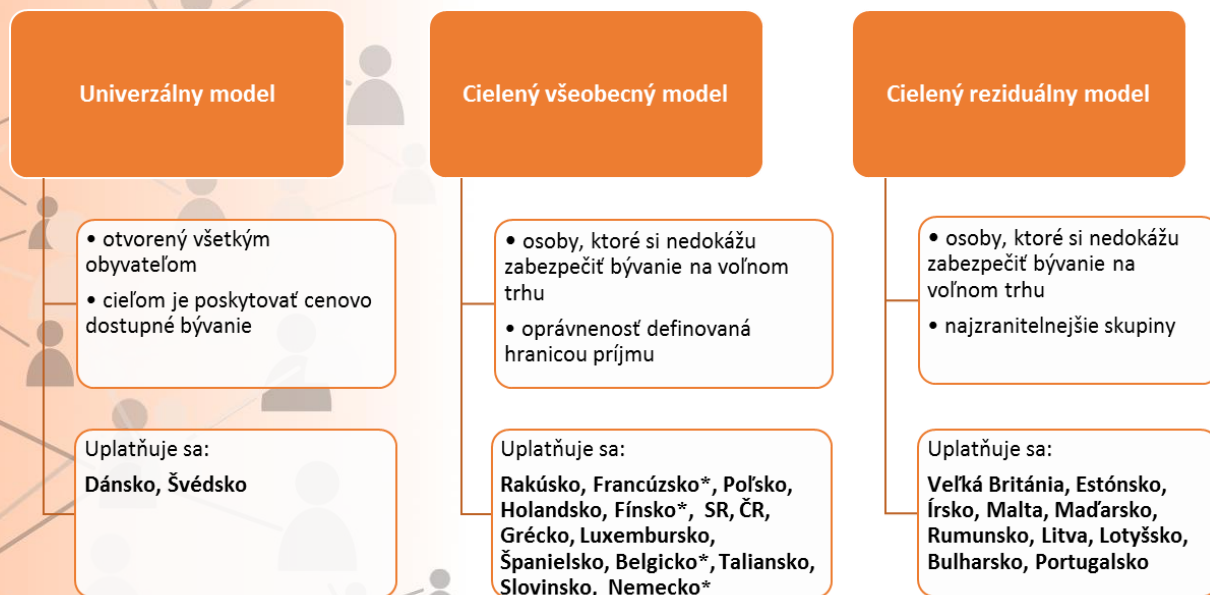 Univerzálny model
• otvorený všetkým
obyvateľom
• cieľom je poskytovať cenovo
dostupné bývanie
Uplatňuje sa:
Dánsko, Švédsko
Cielený všeobecný model
• osoby, ktoré si nedokážu
zabezpečiť bývanie na voľnom
trhu
• oprávnenosť definovaná
hranicou príjmu
Uplatňuje sa:
Rakúsko, Francúzsko*, Poľsko,
Holandsko, Fínsko*, SR, ČR,
Grécko, Luxembursko,
Španielsko, Belgicko*, Taliansko,
Slovinsko, Nemecko*
Cielený reziduálny model
• osoby, ktoré si nedokážu
zabezpečiť bývanie na
voľnom trhu
• najzranitelnejšie skupiny
Uplatňuje sa:
Veľká Británia, Estónsko,
Írsko, Malta, Maďarsko,
Rumunsko, Litva, Lotyšsko,
Bulharsko, Portugalsko